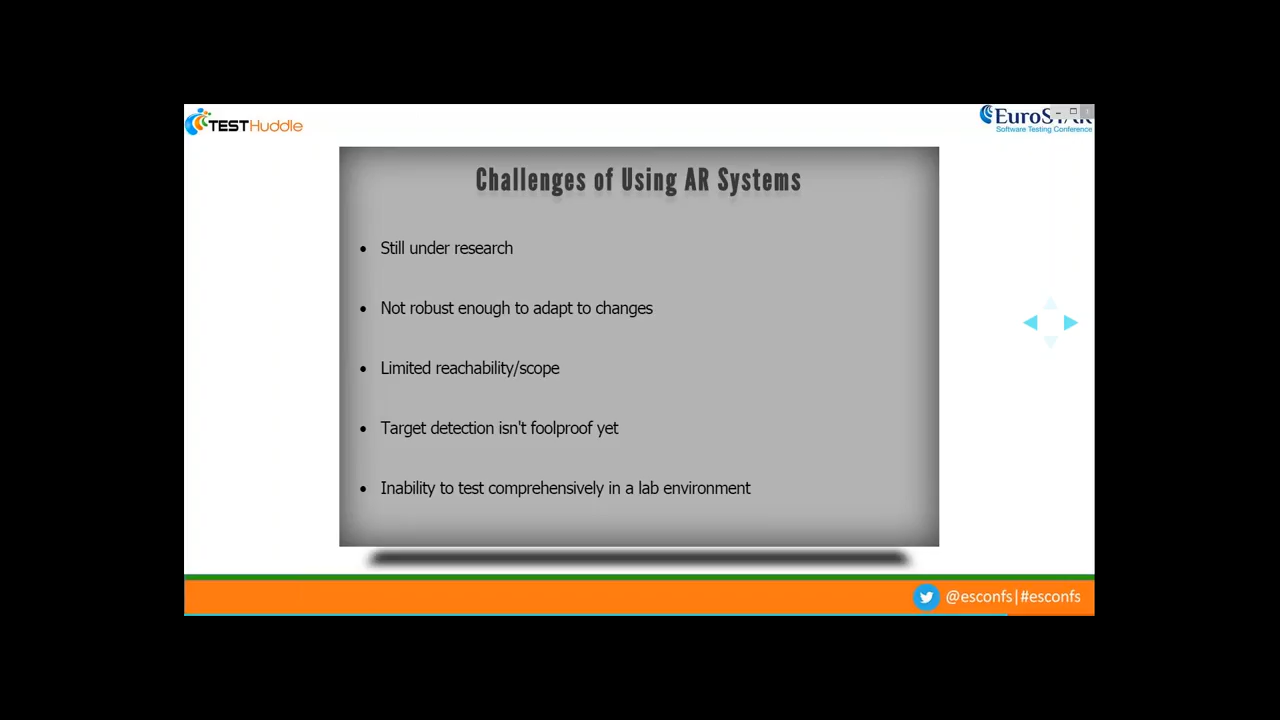 TESTHuddle
EuroSTAR
Software Testing Conference
Challenges of Using AR Systems
• Still under research
• Not robust enough to adapt to changes
• Limited reachability/scope
• Target detection isn't foolproof yet
• Inability to test comprehensively in a lab environment
@esconfs|#esconfs